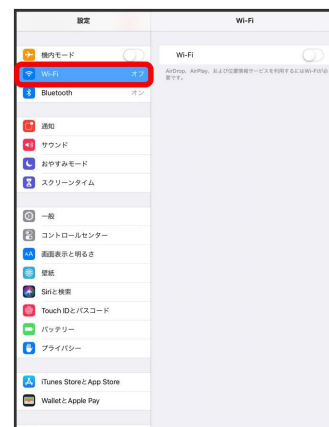 設定
Wi-Fi
機内モード
Wi-Fi
オフ
Bluetooth
オン
通知
サウンド
おやすみモード
スクリーンタイム
一般
コントロールセンター
AA
画面表示と明るさ
壁紙
Siriと検索
Touch IDとパスコード
バッテリー
プライバシー
iTunes StoreとApp Store
WalletとApple Pay
Wi-Fi
AirDrop、AirPlay、および位置情報サービスを利用するにはWi-Fiが必
要です。